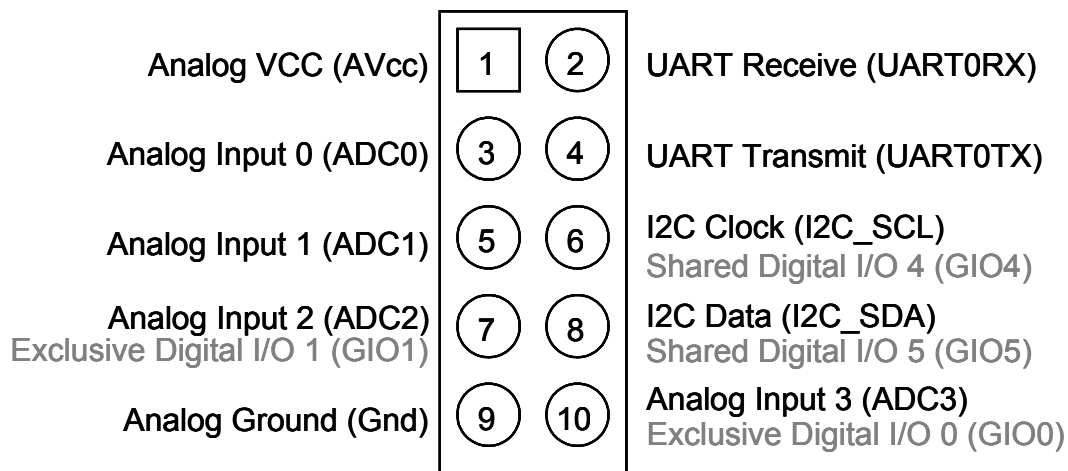 Analog VCC (AVcc) 1 2 UART Receive (UART0RX)
Analog Input 0 (ADC0) 3 4 UART Transmit (UART0TX)
Analog Input 1 (ADC1) 5 6 I2C Clock (I2C_SCL)
Shared Digital I/O 4 (GIO4)
Analog Input 2 (ADC2) 7 8 I2C Data (I2C_SDA)
Exclusive Digital I/O 1 (GIO1) Shared Digital I/O 5 (GIO5)
Analog Ground (Gnd) 9 10 Analog Input 3 (ADC3)
Exclusive Digital I/O 0 (GIO0)